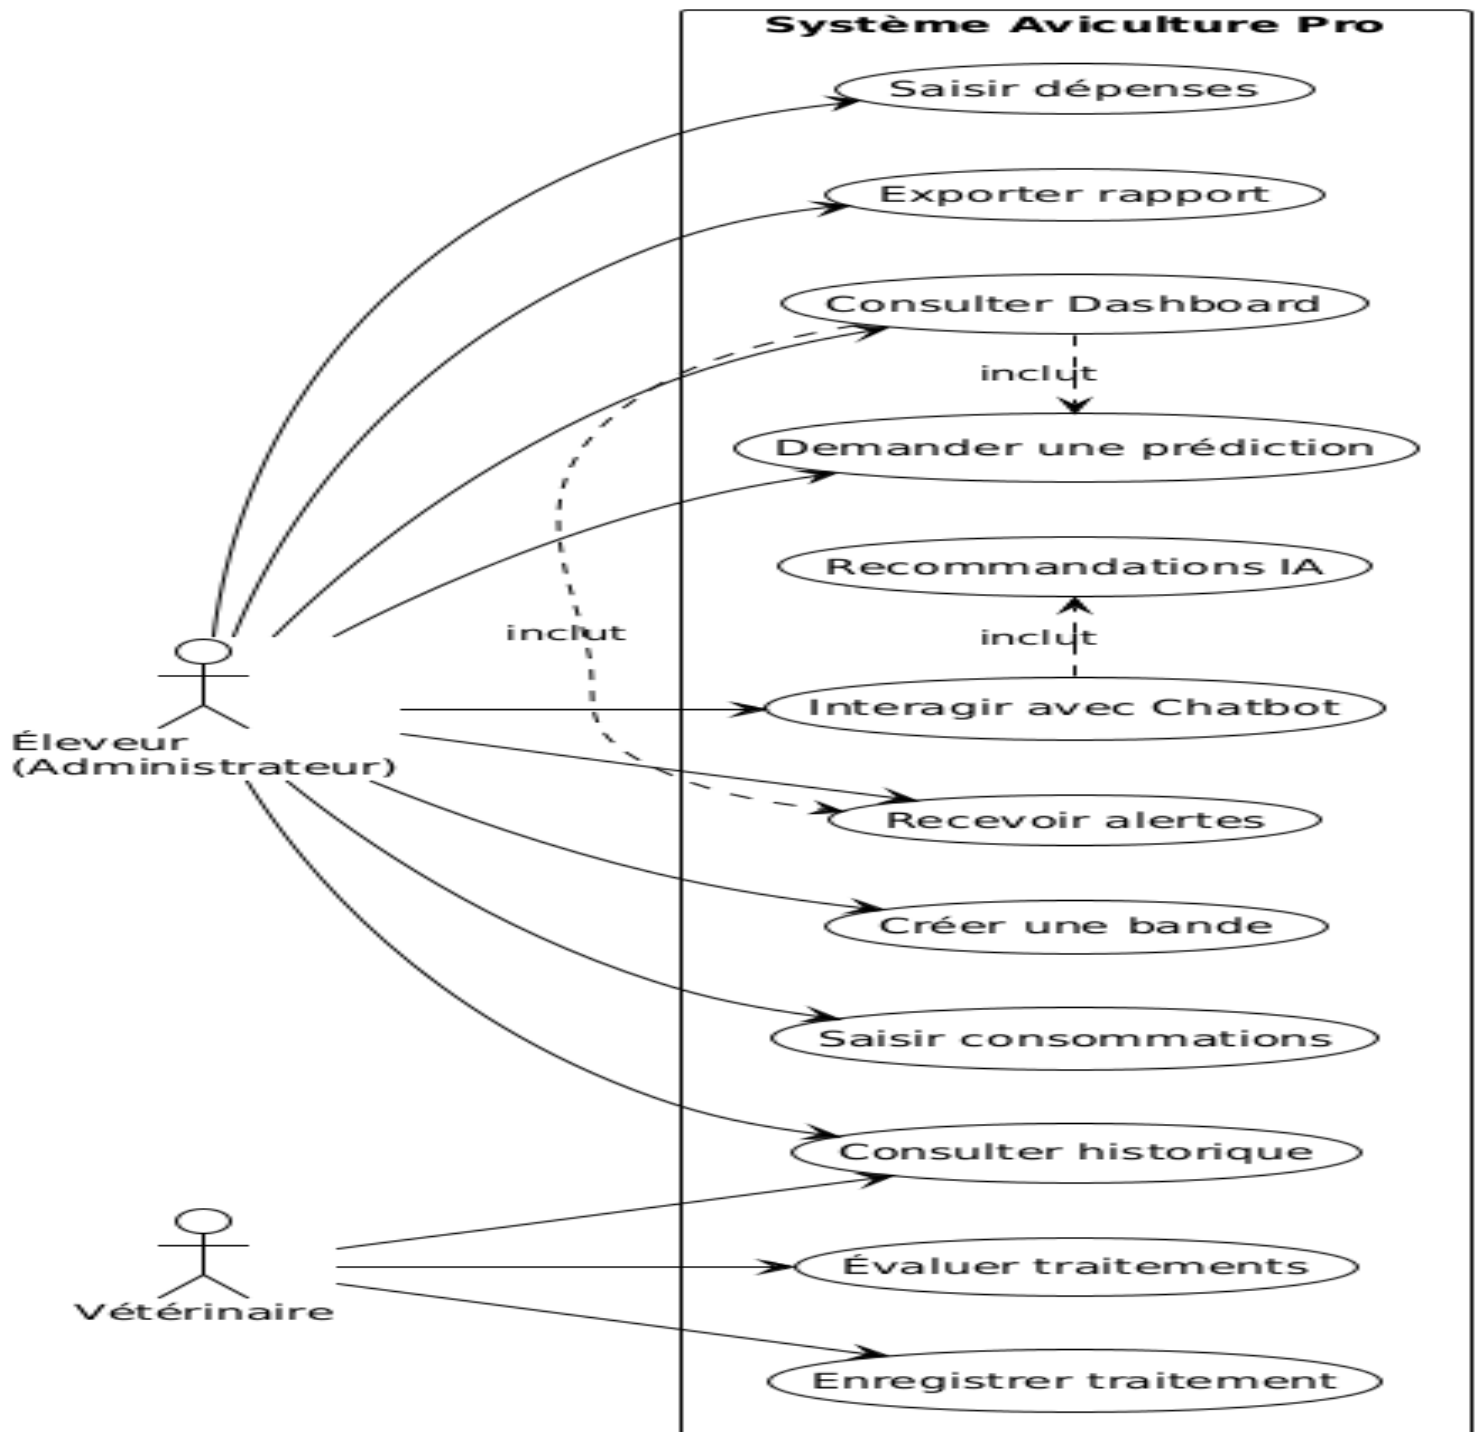 Système Aviculture Pro
Saisir dépenses
Exporter rapport
Consulter Dashboard
inclut
Demander une prédiction
Recommandations IA
inclut
inclut
Interagir avec Chatbot
Éleveur
(Administrateur)
Recevoir alertes
Créer une bande
Saisir consommations
Consulter historique
Évaluer traitements
Vétérinaire
Enregistrer traitement